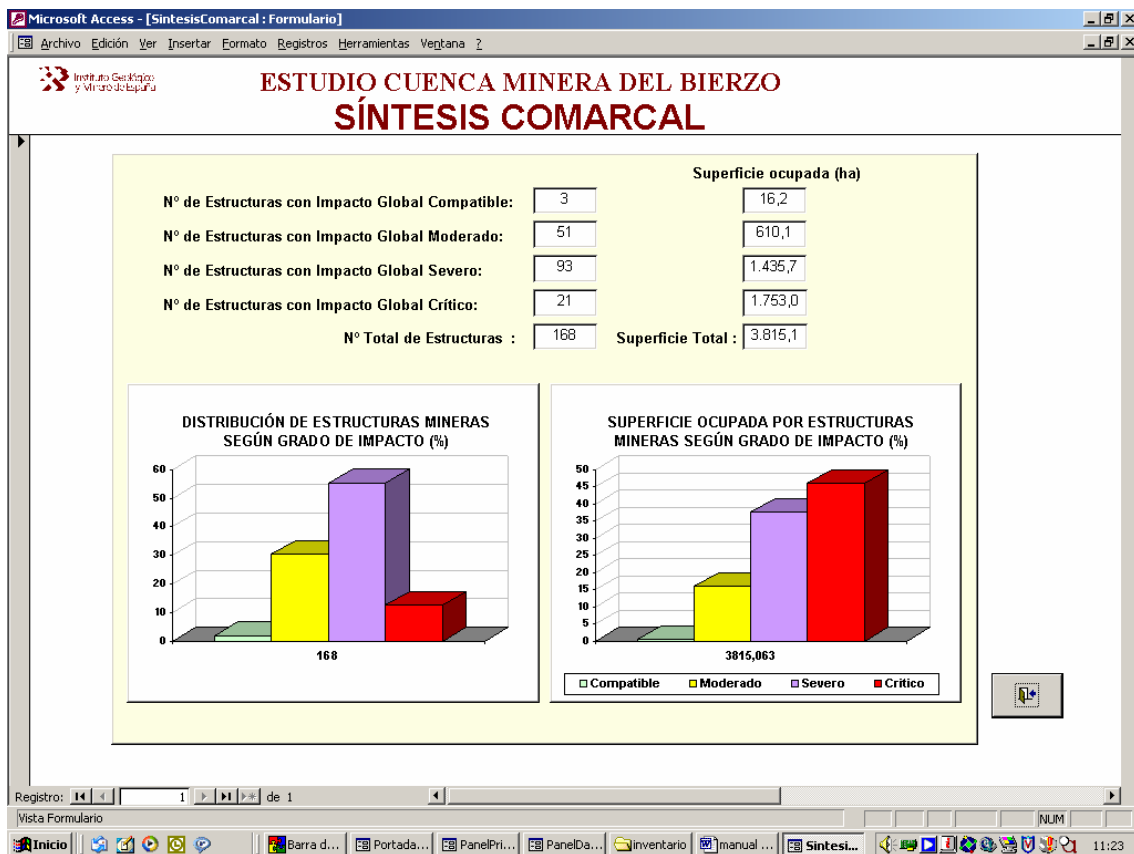 Microsoft Access - [SintesisComarcal : Formulario]
Archivo Edición Ver Insertar Formato Registros Herramientas Ventana ?
Instituto Geológico
y Minero de España
ESTUDIO CUENCA MINERA DEL BIERZO
SÍNTESIS COMARCAL
Superficie ocupada (ha)
Nº de Estructuras con Impacto Global Compatible: 3 16,2
Nº de Estructuras con Impacto Global Moderado: 51 610,1
Nº de Estructuras con Impacto Global Severo: 93 1.435,7
Nº de Estructuras con Impacto Global Crítico: 21 1.753,0
Nº Total de Estructuras : 168 Superficie Total : 3.815,1
DISTRIBUCIÓN DE ESTRUCTURAS MINERAS
SEGÚN GRADO DE IMPACTO (%)
60
50
40
30
20
10
0
168
SUPERFICIE OCUPADA POR ESTRUCTURAS
MINERAS SEGÚN GRADO DE IMPACTO (%)
50
45
40
35
30
25
20
15
10
5
0
3815,063
Compatible Moderado Severo Crítico
Registro: 1 de 1
Vista Formulario NUM
Inicio Barra d... Portada... PanelPri... PanelDa... inventario manual ... Sintesi... 11:23